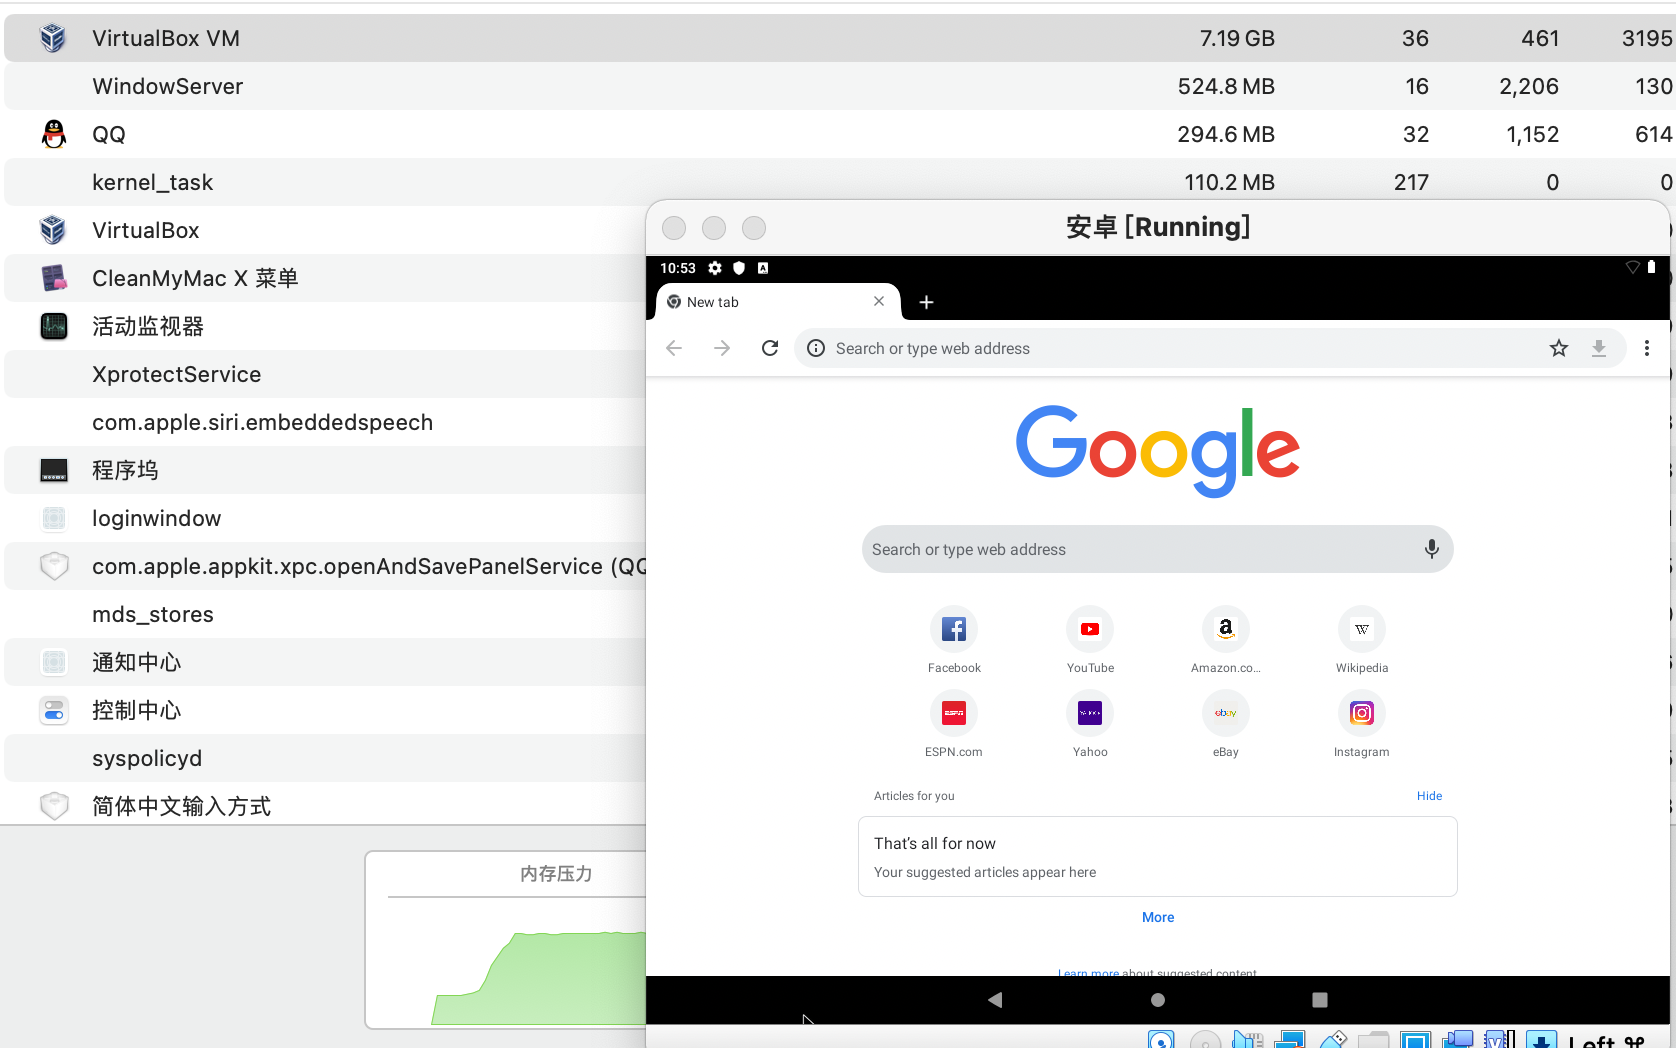 VirtualBox VM 7.19 GB 36 461 3195
WindowServer 524.8 MB 16 2,206 130
QQ 294.6 MB 32 1,152 614
kernel_task 110.2 MB 217 0 0
VirtualBox
CleanMyMac X 菜单
活动监视器
XprotectService
com.apple.siri.embeddedspeech
程序坞
loginwindow
com.apple.appkit.xpc.openAndSavePanelService (QQ
mds_stores
通知中心
控制中心
syspolicyd
简体中文输入方式
内存压力
安卓 [Running]
10:53
New tab
Search or type web address
Google
Search or type web address
Facebook YouTube Amazon.co... Wikipedia
ESPN.com Yahoo eBay Instagram
Articles for you Hide
That's all for now
Your suggested articles appear here
More
Learn more about suggested content
Left ⌘